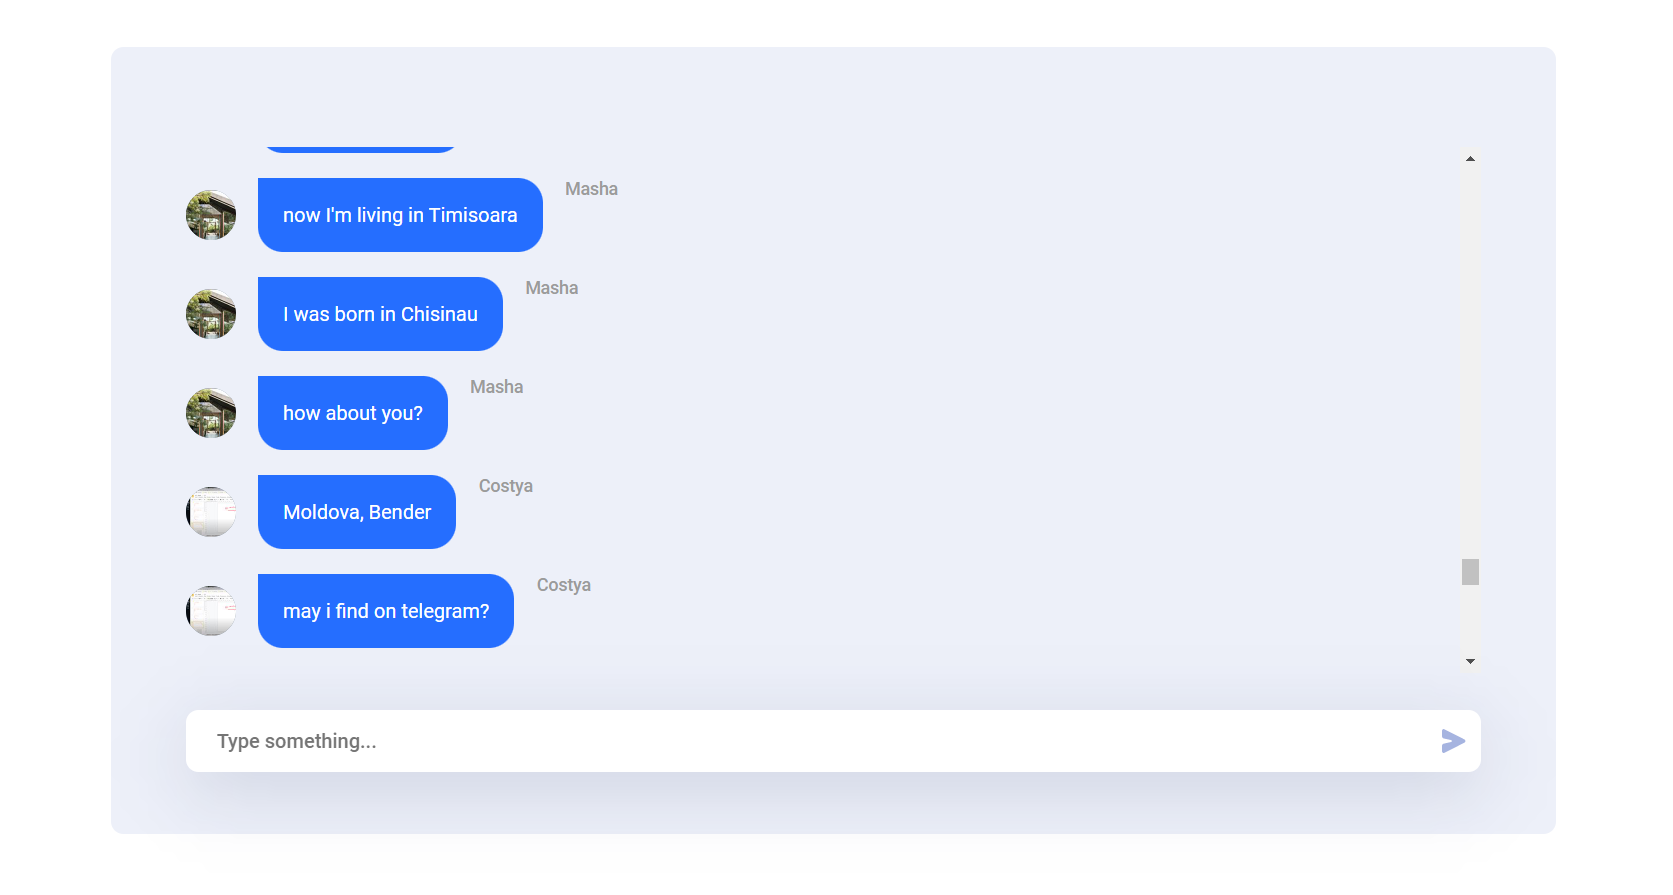 Masha
now I'm living in Timisoara
Masha
I was born in Chisinau
Masha
how about you?
Costya
Moldova, Bender
Costya
may i find on telegram?
Type something...